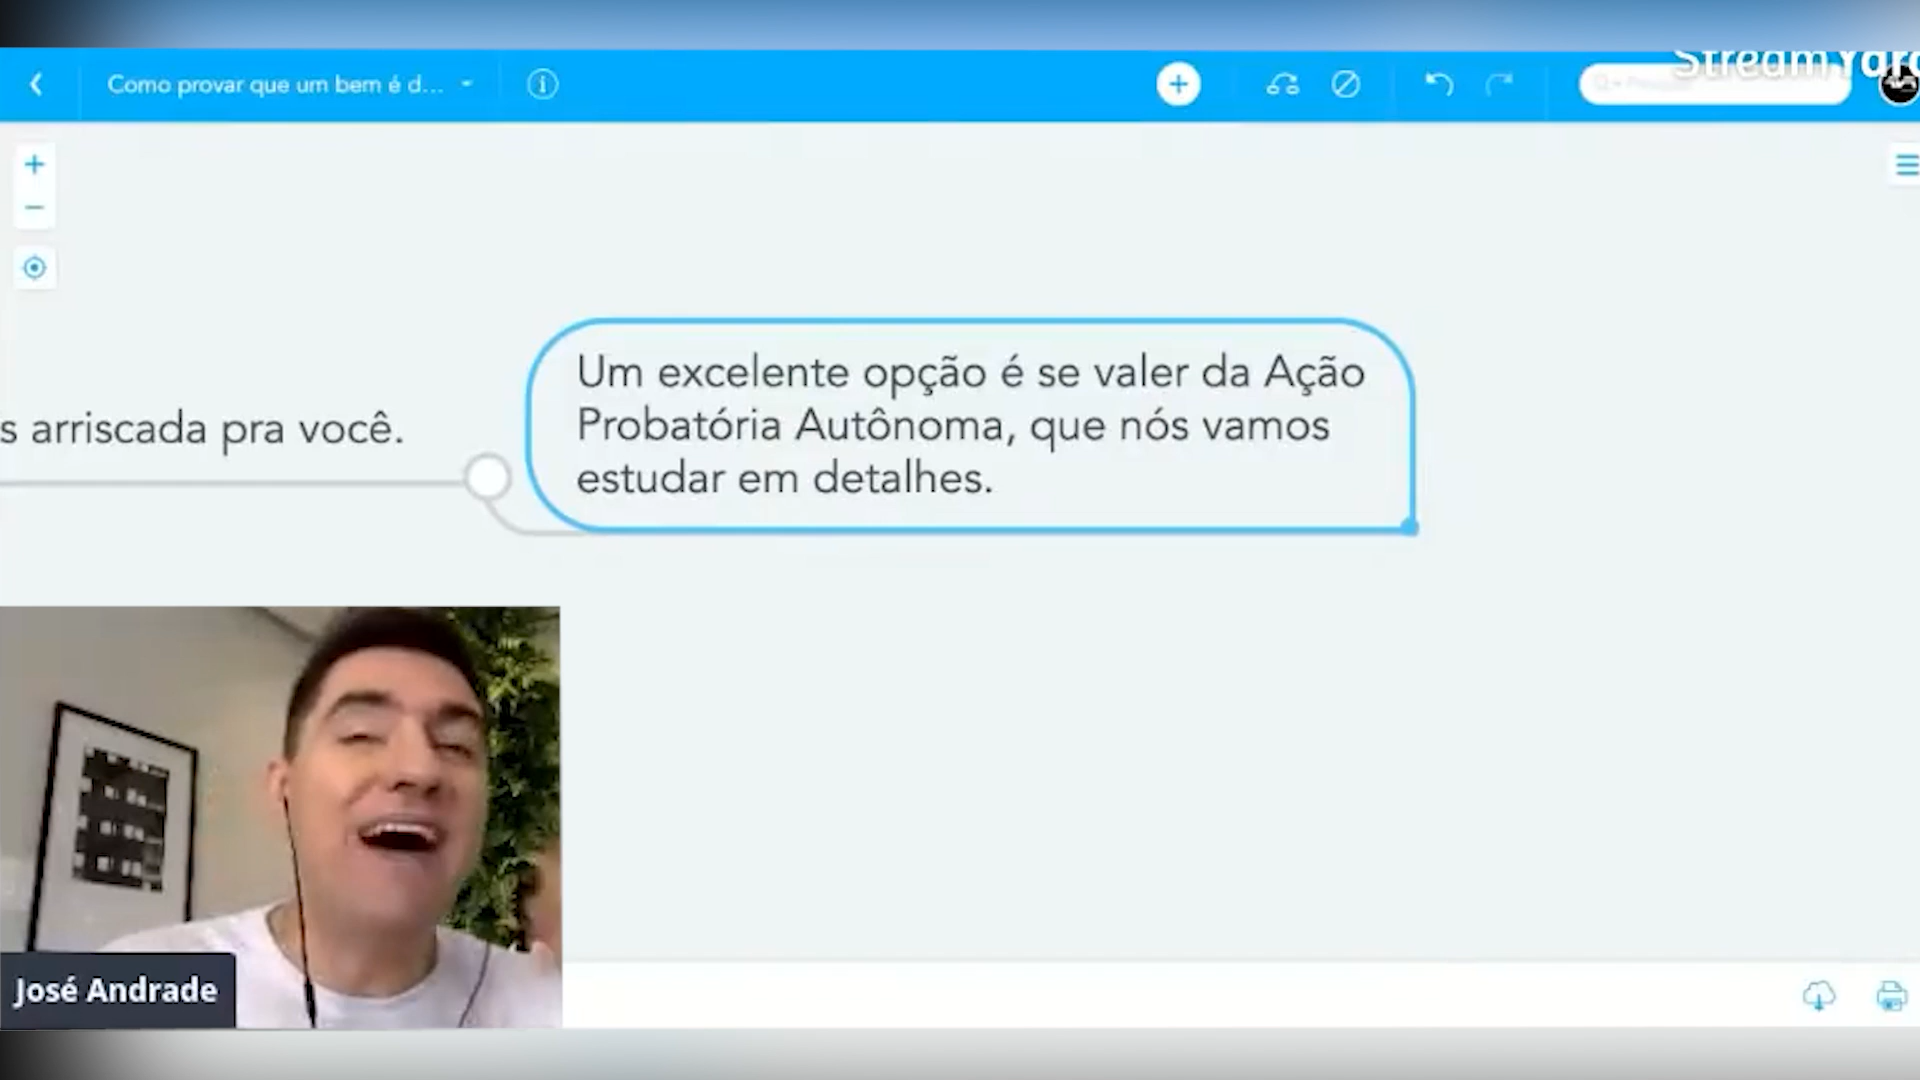 StreamYard
Como provar que um bem é d...
s arriscada pra você.
Um excelente opção é se valer da Ação
Probatória Autônoma, que nós vamos
estudar em detalhes.
José Andrade